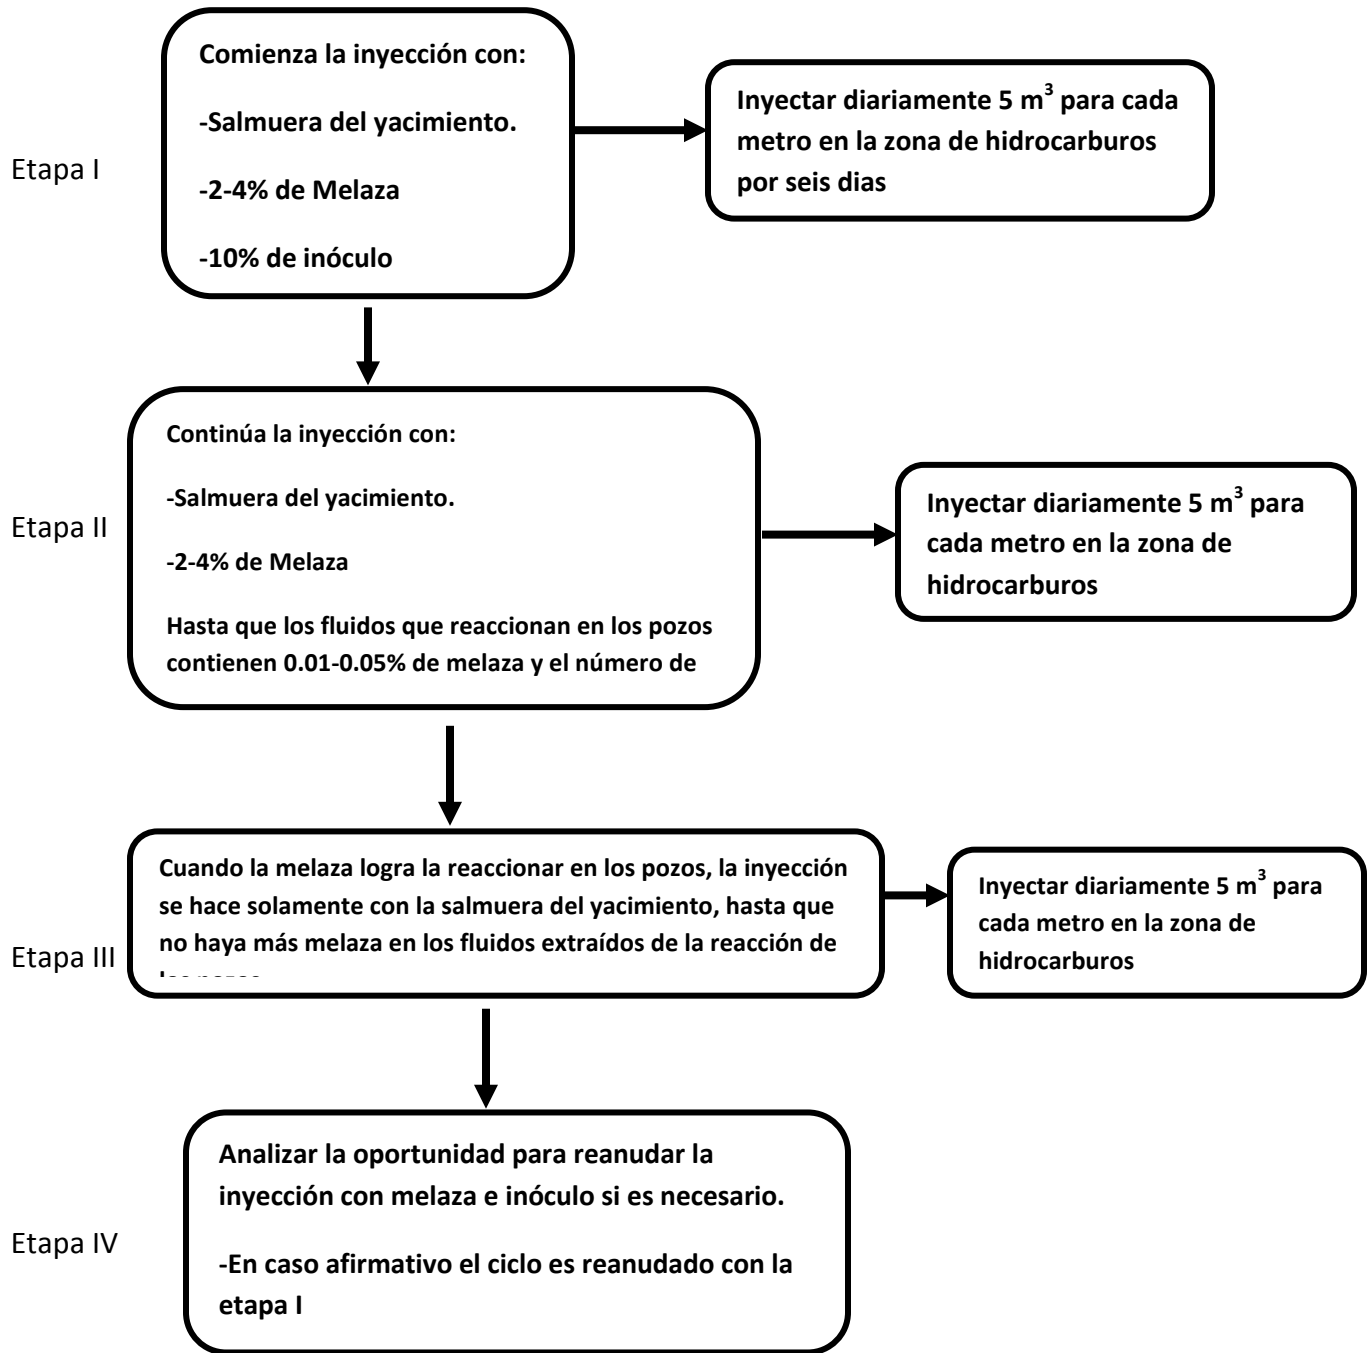 Etapa I
Comienza la inyección con:
-Salmuera del yacimiento.
-2-4% de Melaza
-10% de inóculo
Inyectar diariamente 5 m³ para cada
metro en la zona de hidrocarburos
por seis dias
Etapa II
Continúa la inyección con:
-Salmuera del yacimiento.
-2-4% de Melaza
Hasta que los fluidos que reaccionan en los pozos
contienen 0.01-0.05% de melaza y el número de
Inyectar diariamente 5 m³ para
cada metro en la zona de
hidrocarburos
Etapa III
Cuando la melaza logra la reaccionar en los pozos, la inyección
se hace solamente con la salmuera del yacimiento, hasta que
no haya más melaza en los fluidos extraídos de la reacción de
Inyectar diariamente 5 m³ para
cada metro en la zona de
hidrocarburos
Etapa IV
Analizar la oportunidad para reanudar la
inyección con melaza e inóculo si es necesario.
-En caso afirmativo el ciclo es reanudado con la
etapa I